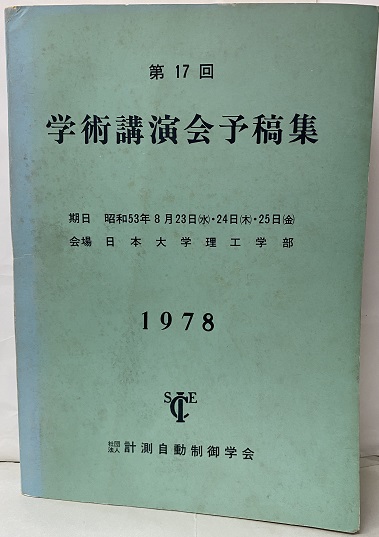 第17回
学術講演会予稿集
期日 昭和53年8月23日(水)・24日(木)・25日(金)
会場 日本大学理工学部
1978
SICE
社団法人 計測自動制御学会